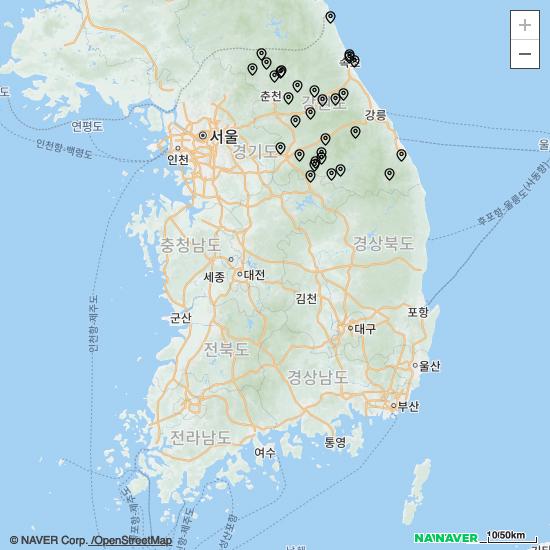 춘천
강원도
강릉
연평도
서울
경기도
인천
인천항-백령도
울
후포항-울릉도(사동항)
충청남도
경상북도
세종
대전
김천
인천항-제주도
군산
포항
대구
전북도
울산
경상남도
부산
전라남도
여수
통영
© NAVER Corp. /OpenStreetMap
NAVER
10/50km